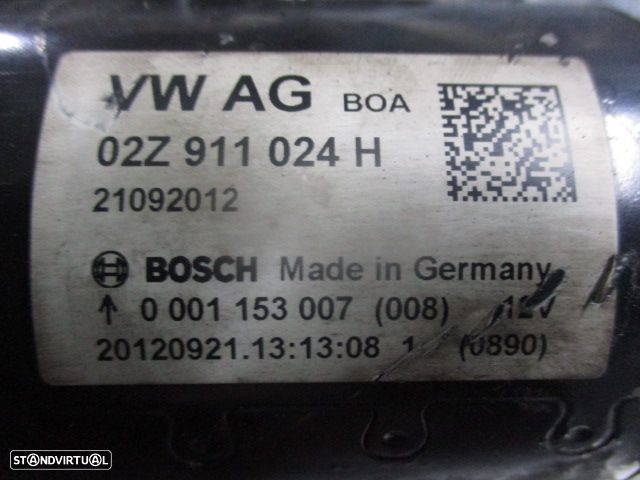 VW AG BOA
02Z 911 024 H
21092012
BOSCH Made in Germany
↑ 0 001 153 007 (008) 12V
20120921.13:13:08 1 (0890)
STANDVIRTUAL